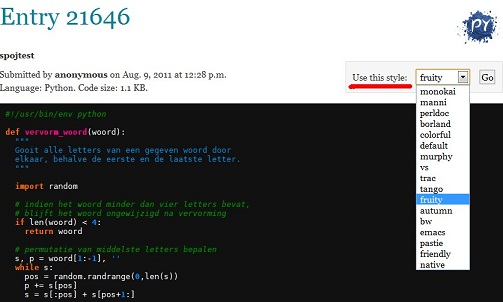 Entry 21646
PY
spojtest
Submitted by anonymous on Aug. 9, 2011 at 12:28 p.m.
Language: Python. Code size: 1.1 KB.
Use this style: fruity Go
monokai
manni
perldoc
borland
colorful
default
murphy
vs
trac
tango
fruity
autumn
bw
emacs
pastie
friendly
native
#!/usr/bin/env python
def vervorm_woord(woord):
"""
Gooit alle letters van een gegeven woord door
elkaar, behalve de eerste en de laatste letter.
"""
import random
# indien het woord minder dan vier letters bevat,
# blijft het woord ongewijzigd na vervorming
if len(woord) < 4:
return woord
# permutatie van middelste letters bepalen
s, p = woord[1:-1], ''
while s:
pos = random.randrange(0,len(s))
p += s[pos]
s = s[:pos] + s[pos+1:]